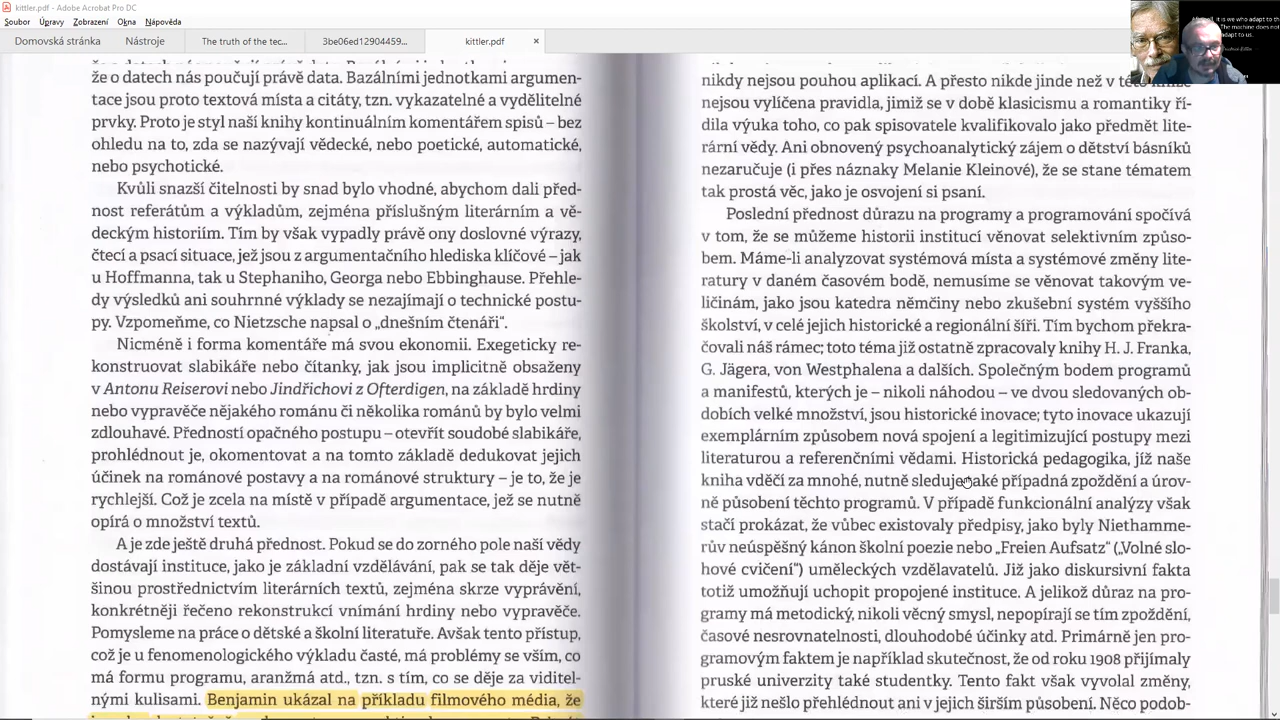 kittler.pdf - Adobe Acrobat Pro DC
Soubor Úpravy Zobrazení Okna Nápověda
Domovská stránka Nástroje The truth of the tec... 3be06ed... kittler.pdf
it is we who adapt to
The machine does not
adapt to us.
že o datech nás poučují právě data. Bazálními jednotkami argumen-
tace jsou proto textová místa a citáty, tzn. vykazatelné a vydělitelné
prvky. Proto je styl naší knihy kontinuálním komentářem spisů – bez
ohledu na to, zda se nazývají vědecké, nebo poetické, automatické,
nebo psychotické.
Kvůli snazší čitelnosti by snad bylo vhodné, abychom dali před-
nost referátům a výkladům, zejména příslušným literárním a vě-
deckým historiím. Tím by však vypadly právě ony doslovné výrazy,
čtecí a psací situace, jež jsou z argumentačního hlediska klíčové – jak
u Hoffmanna, tak u Stephaniho, Georga nebo Ebbinghause. Přehle-
dy výsledků ani souhrnné výklady se nezajímají o technické postu-
py. Vzpomeňme, co Nietzsche napsal o „dnešním čtenáři“.
Nicméně i forma komentáře má svou ekonomii. Exegeticky re-
konstruovat slabikáře nebo čítanky, jak jsou implicitně obsaženy
v Antonu Reiserovi nebo Jindřichovi z Ofterdigen, na základě hrdiny
nebo vypravěče nějakého románu či několika románů by bylo velmi
zdlouhavé. Předností opačného postupu – otevřít soudobé slabikáře,
prohlédnout je, okomentovat a na tomto základě dedukovat jejich
účinek na románové postavy a na románové struktury – je to, že je
rychlejší. Což je zcela na místě v případě argumentace, jež se nutně
opírá o množství textů.
A je zde ještě druhá přednost. Pokud se do zorného pole naší vědy
dostávají instituce, jako je základní vzdělávání, pak se tak děje vět-
šinou prostřednictvím literárních textů, zejména skrze vyprávění,
konkrétněji řečeno rekonstrukcí vnímání hrdiny nebo vypravěče.
Pomysleme na práce o dětské a školní literatuře. Avšak tento přístup,
což je u fenomenologického výkladu časté, má problémy se vším, co
má formu programu, aranžmá atd., tzn. s tím, co se děje za viditel-
nými kulisami. Benjamin ukázal na příkladu filmového média, že
nikdy nejsou pouhou aplikací. A přesto nikde jinde než v této knize
nejsou vylíčena pravidla, jimiž se v době klasicismu a romantiky ří-
dila výuka toho, co pak spisovatele kvalifikovalo jako předmět lite-
rární vědy. Ani obnovený psychoanalytický zájem o dětství básníků
nezaručuje (i přes náznaky Melanie Kleinové), že se stane tématem
tak prostá věc, jako je osvojení si psaní.
Poslední přednost důrazu na programy a programování spočívá
v tom, že se můžeme historii institucí věnovat selektivním způso-
bem. Máme-li analyzovat systémová místa a systémové změny lite-
ratury v daném časovém bodě, nemusíme se věnovat takovým ve-
ličinám, jako jsou katedra němčiny nebo zkušební systém vyššího
školství, v celé jejich historické a regionální šíři. Tím bychom překra-
čovali náš rámec; toto téma již ostatně zpracovaly knihy H. J. Franka,
G. Jägera, von Westphalena a dalších. Společným bodem programů
a manifestů, kterých je – nikoli náhodou – ve dvou sledovaných ob-
dobích velké množství, jsou historické inovace; tyto inovace ukazují
exemplárním způsobem nová spojení a legitimizující postupy mezi
literaturou a referenčními vědami. Historická pedagogika, jíž naše
kniha vděčí za mnohé, nutně sleduje také případná zpoždění a úrov-
ně působení těchto programů. V případě funkcionální analýzy však
stačí prokázat, že vůbec existovaly předpisy, jako byly Niethamme-
rův neúspěšný kánon školní poezie nebo „Freien Aufsatz“ („Volné slo-
hové cvičení“) uměleckých vzdělavatelů. Již jako diskursivní fakta
totiž umožňují uchopit propojené instituce. A jelikož důraz na pro-
gramy má metodický, nikoli věcný smysl, nepopírají se tím zpoždění,
časové nesrovnatelnosti, dlouhodobé účinky atd. Primárně jen pro-
gramovým faktem je například skutečnost, že od roku 1908 přijímaly
pruské univerzity také studentky. Tento fakt však vyvolal změny,
které již nešlo přehlédnout ani v jejich širším působení. Něco podob-